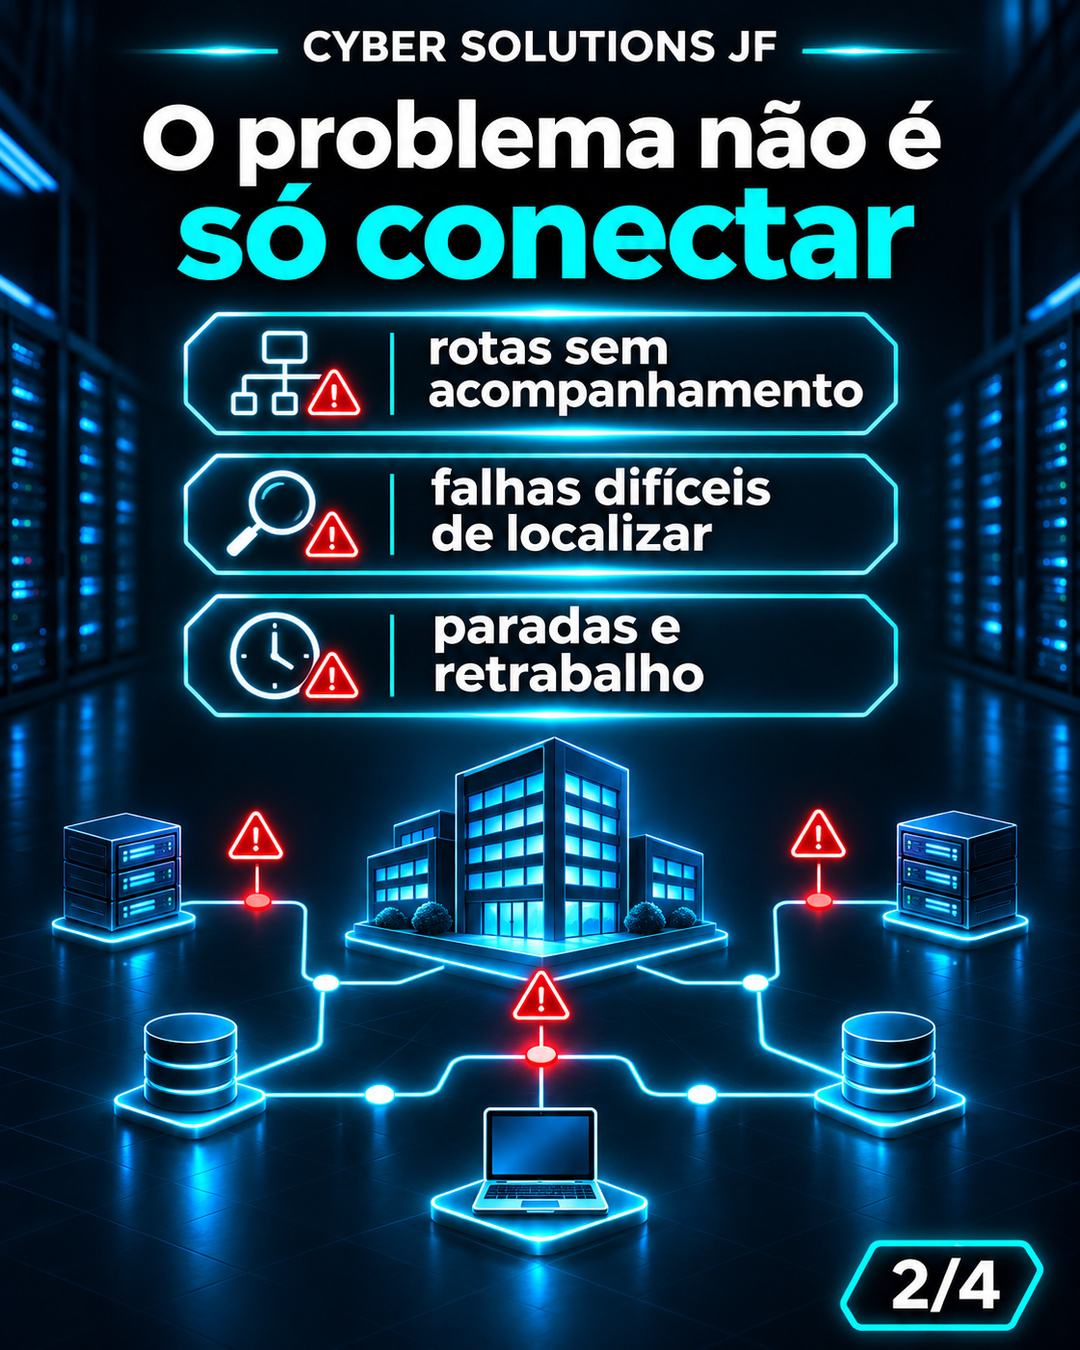 CYBER SOLUTIONS JF
O problema não é
só conectar
rotas sem
acompanhamento
falhas difíceis
de localizar
paradas e
retrabalho
2/4